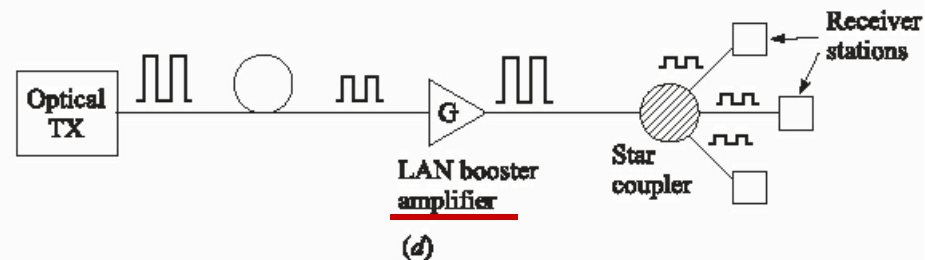 Receiver
stations
Optical
TX
G
Star
coupler
LAN booster
amplifier
(d)